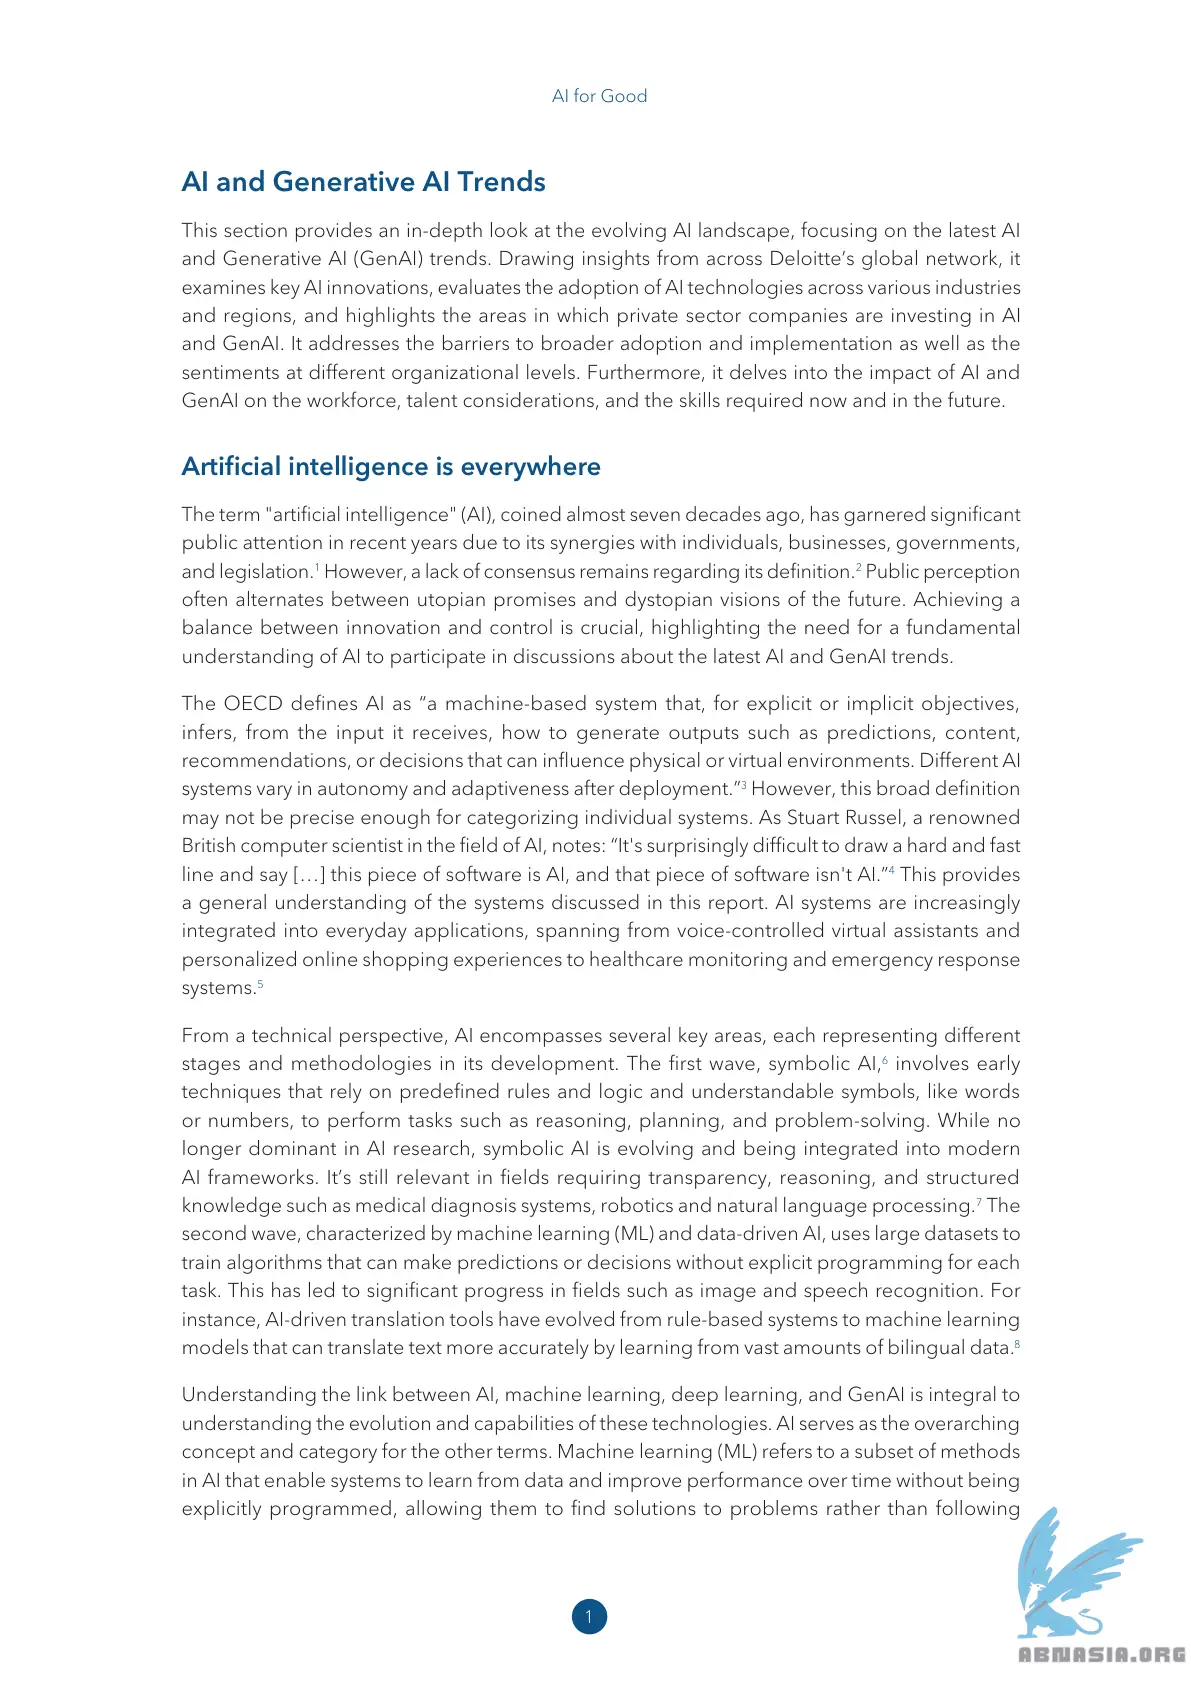 AI for Good
AI and Generative AI Trends
This section provides an in-depth look at the evolving AI landscape, focusing on the latest AI
and Generative AI (GenAI) trends. Drawing insights from across Deloitte’s global network, it
examines key AI innovations, evaluates the adoption of AI technologies across various industries
and regions, and highlights the areas in which private sector companies are investing in AI
and GenAI. It addresses the barriers to broader adoption and implementation as well as the
sentiments at different organizational levels. Furthermore, it delves into the impact of AI and
GenAI on the workforce, talent considerations, and the skills required now and in the future.
Artificial intelligence is everywhere
The term "artificial intelligence" (AI), coined almost seven decades ago, has garnered significant
public attention in recent years due to its synergies with individuals, businesses, governments,
and legislation.1 However, a lack of consensus remains regarding its definition.2 Public perception
often alternates between utopian promises and dystopian visions of the future. Achieving a
balance between innovation and control is crucial, highlighting the need for a fundamental
understanding of AI to participate in discussions about the latest AI and GenAI trends.
The OECD defines AI as “a machine-based system that, for explicit or implicit objectives,
infers, from the input it receives, how to generate outputs such as predictions, content,
recommendations, or decisions that can influence physical or virtual environments. Different AI
systems vary in autonomy and adaptiveness after deployment.”3 However, this broad definition
may not be precise enough for categorizing individual systems. As Stuart Russel, a renowned
British computer scientist in the field of AI, notes: “It's surprisingly difficult to draw a hard and fast
line and say […] this piece of software is AI, and that piece of software isn't AI.”4 This provides
a general understanding of the systems discussed in this report. AI systems are increasingly
integrated into everyday applications, spanning from voice-controlled virtual assistants and
personalized online shopping experiences to healthcare monitoring and emergency response
systems.5
From a technical perspective, AI encompasses several key areas, each representing different
stages and methodologies in its development. The first wave, symbolic AI,6 involves early
techniques that rely on predefined rules and logic and understandable symbols, like words
or numbers, to perform tasks such as reasoning, planning, and problem-solving. While no
longer dominant in AI research, symbolic AI is evolving and being integrated into modern
AI frameworks. It’s still relevant in fields requiring transparency, reasoning, and structured
knowledge such as medical diagnosis systems, robotics and natural language processing.7 The
second wave, characterized by machine learning (ML) and data-driven AI, uses large datasets to
train algorithms that can make predictions or decisions without explicit programming for each
task. This has led to significant progress in fields such as image and speech recognition. For
instance, AI-driven translation tools have evolved from rule-based systems to machine learning
models that can translate text more accurately by learning from vast amounts of bilingual data.8
Understanding the link between AI, machine learning, deep learning, and GenAI is integral to
understanding the evolution and capabilities of these technologies. AI serves as the overarching
concept and category for the other terms. Machine learning (ML) refers to a subset of methods
in AI that enable systems to learn from data and improve performance over time without being
explicitly programmed, allowing them to find solutions to problems rather than following
1
ABNASIA.ORG